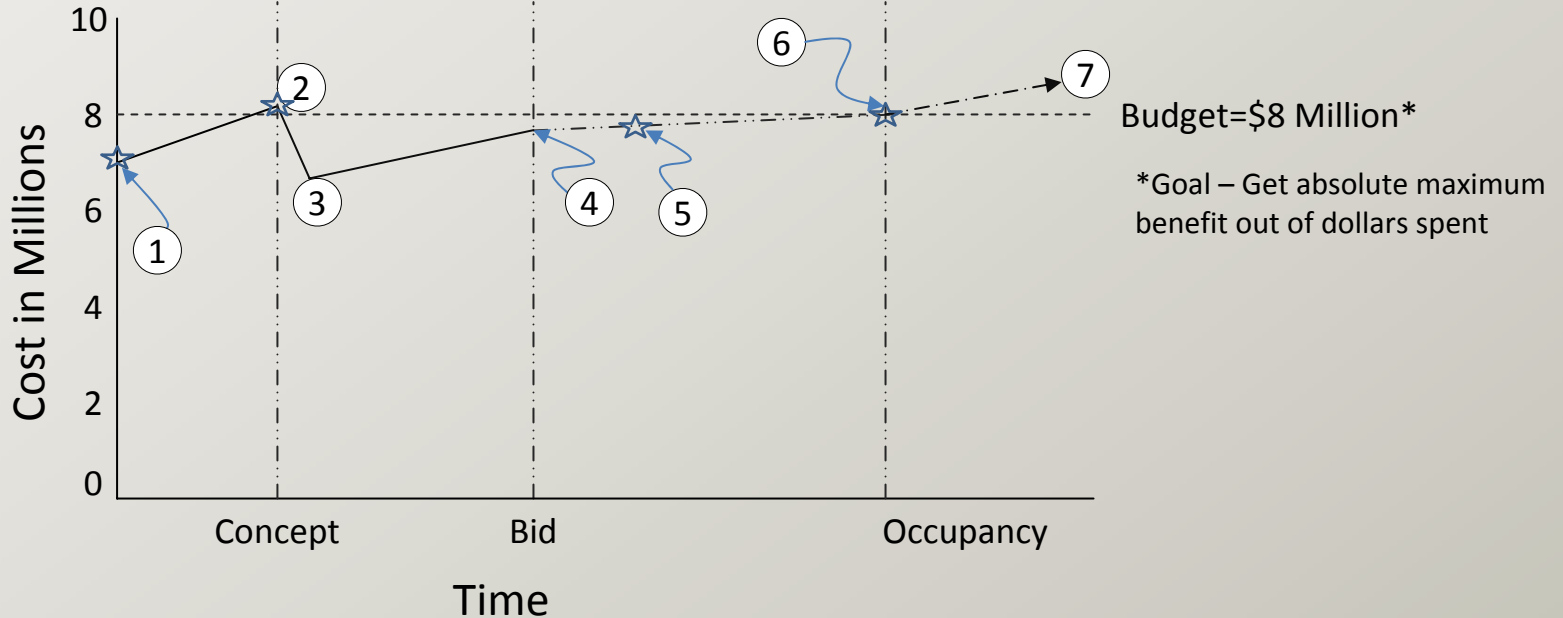 10
8
6
4
2
0
Cost in Millions
1
2
3
4
5
6
7
Budget=$8 Million*
*Goal – Get absolute maximum
benefit out of dollars spent
Concept
Bid
Occupancy
Time